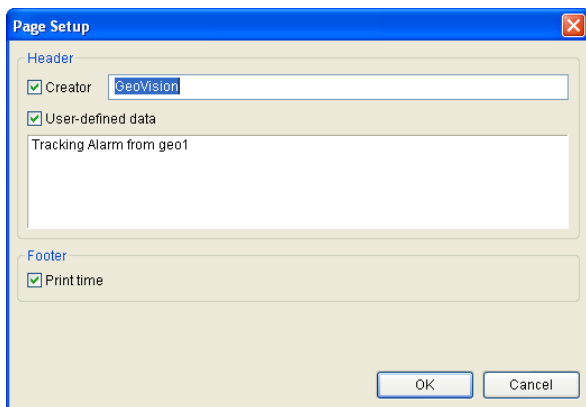 Page Setup
Header
Creator GeoVision
User-defined data
Tracking Alarm from geo1
Footer
Print time
OK Cancel